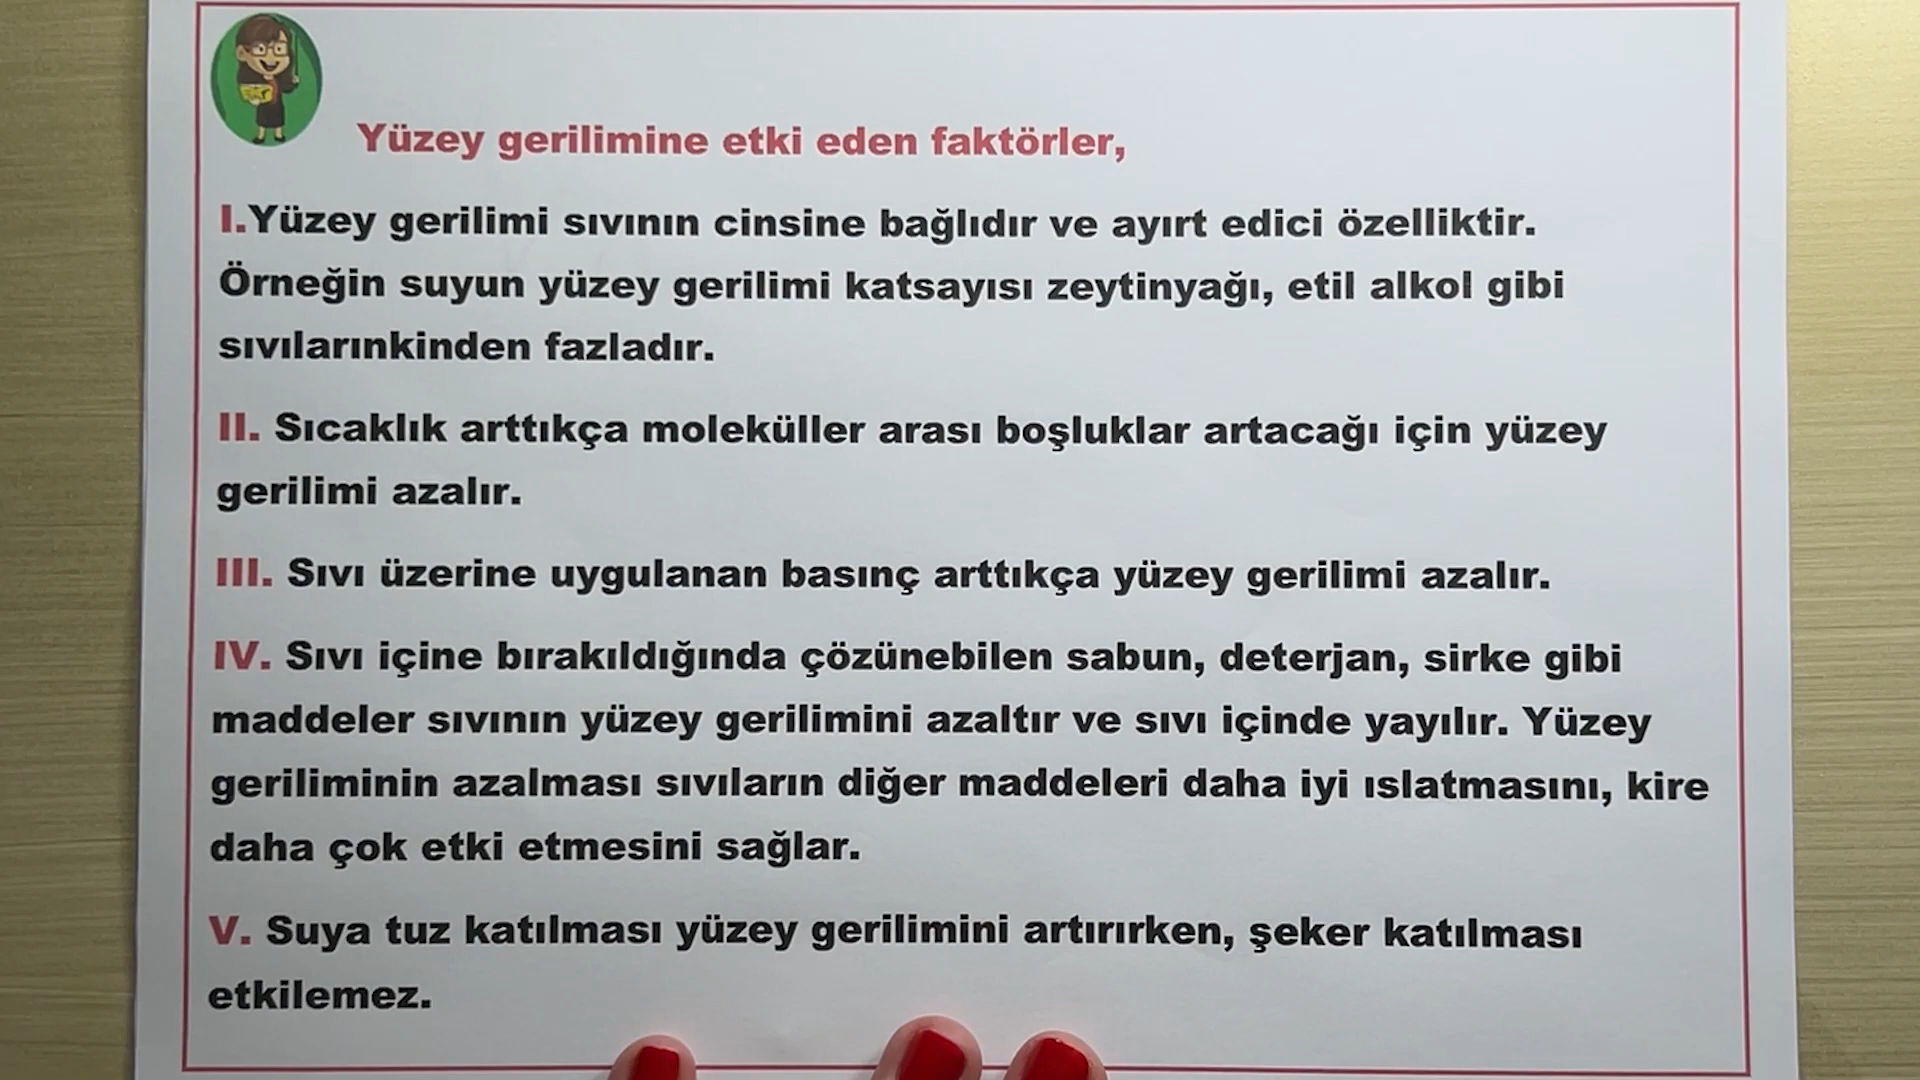 Yüzey gerilimine etki eden faktörler,
I.Yüzey gerilimi sıvının cinsine bağlıdır ve ayırt edici özelliktir.
Örneğin suyun yüzey gerilimi katsayısı zeytinyağı, etil alkol gibi
sıvılarınkinden fazladır.
II. Sıcaklık arttıkça moleküller arası boşluklar artacağı için yüzey
gerilimi azalır.
III. Sıvı üzerine uygulanan basınç arttıkça yüzey gerilimi azalır.
IV. Sıvı içine bırakıldığında çözünebilen sabun, deterjan, sirke gibi
maddeler sıvının yüzey gerilimini azaltır ve sıvı içinde yayılır. Yüzey
geriliminin azalması sıvıların diğer maddeleri daha iyi ıslatmasını, kire
daha çok etki etmesini sağlar.
V. Suya tuz katılması yüzey gerilimini artırırken, şeker katılması
etkilemez.